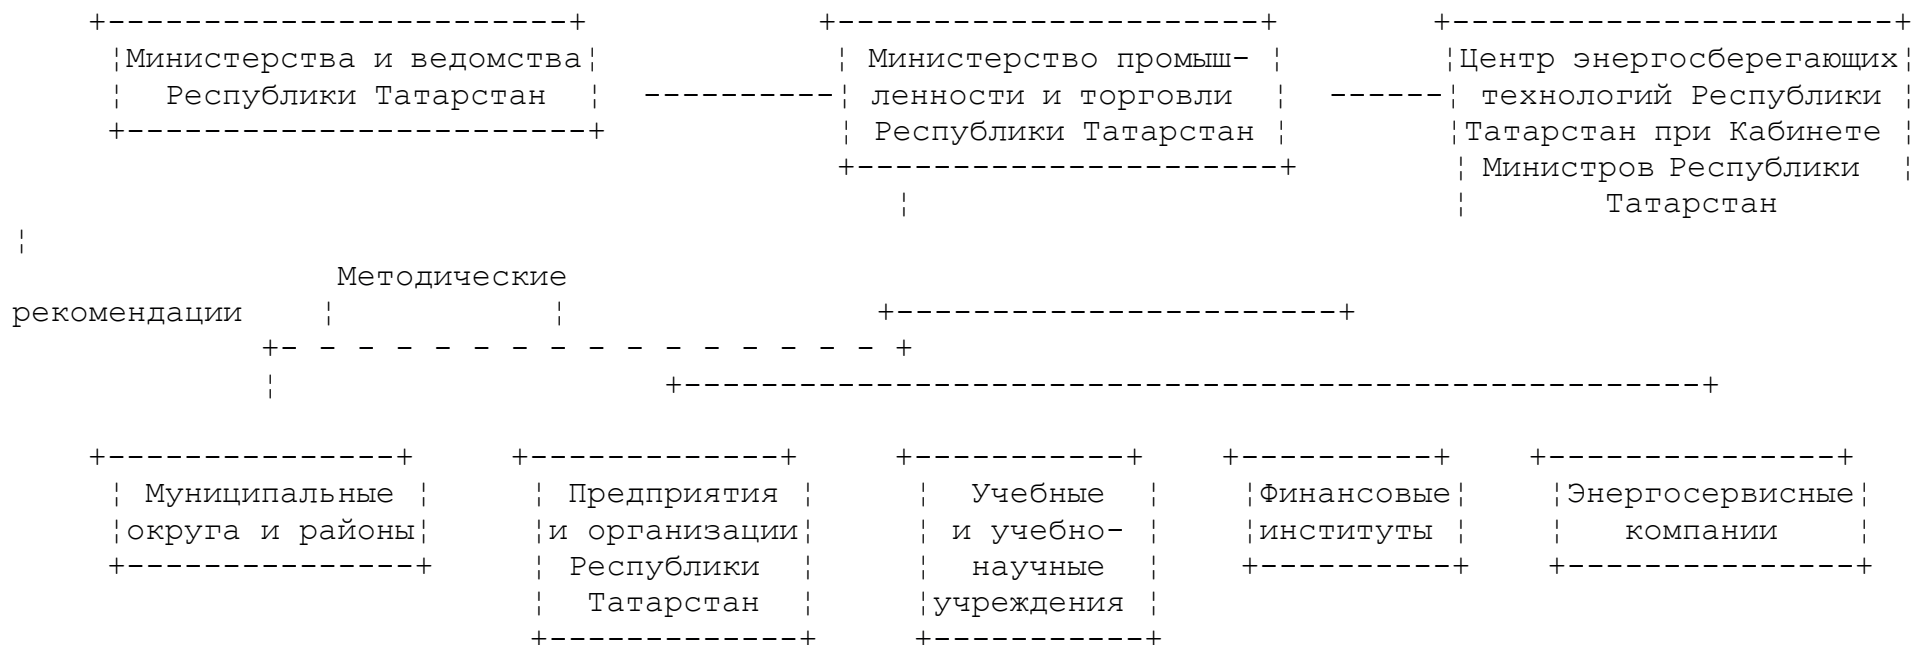 Министерства и ведомства
Республики Татарстан
Министерство промыш-
ленности и торговли
Республики Татарстан
Центр энергосберегающих
технологий Республики
Татарстан при Кабинете
Министров Республики
Татарстан
Методические
рекомендации
Муниципальные
округа и районы
Предприятия
и организации
Республики
Татарстан
Учебные
и учебно-
научные
учреждения
Финансовые
институты
Энергосервисные
компании